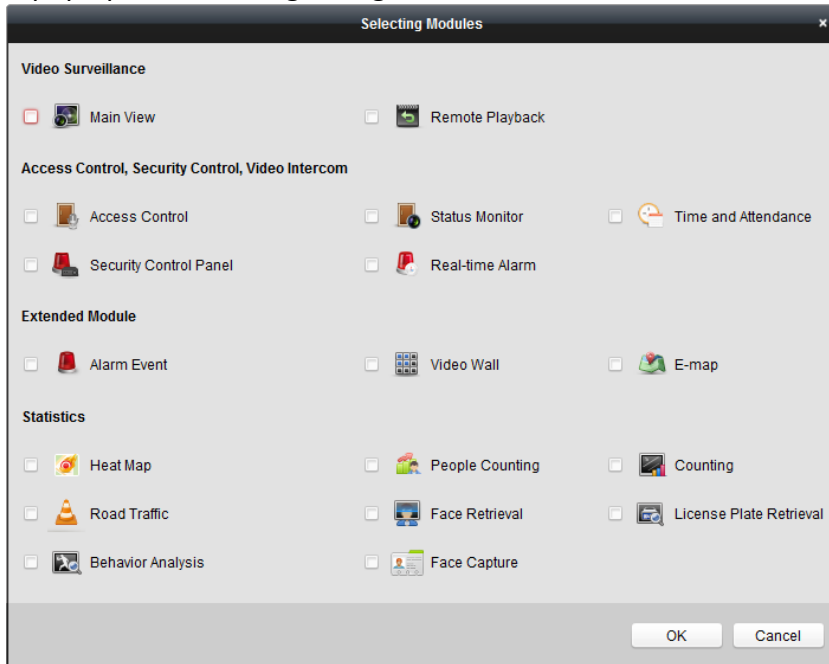 Selecting Modules ×
Video Surveillance
Main View Remote Playback
Access Control, Security Control, Video Intercom
Access Control Status Monitor Time and Attendance
Security Control Panel Real-time Alarm
Extended Module
Alarm Event Video Wall E-map
Statistics
Heat Map People Counting Counting
Road Traffic Face Retrieval License Plate Retrieval
Behavior Analysis Face Capture
OK Cancel